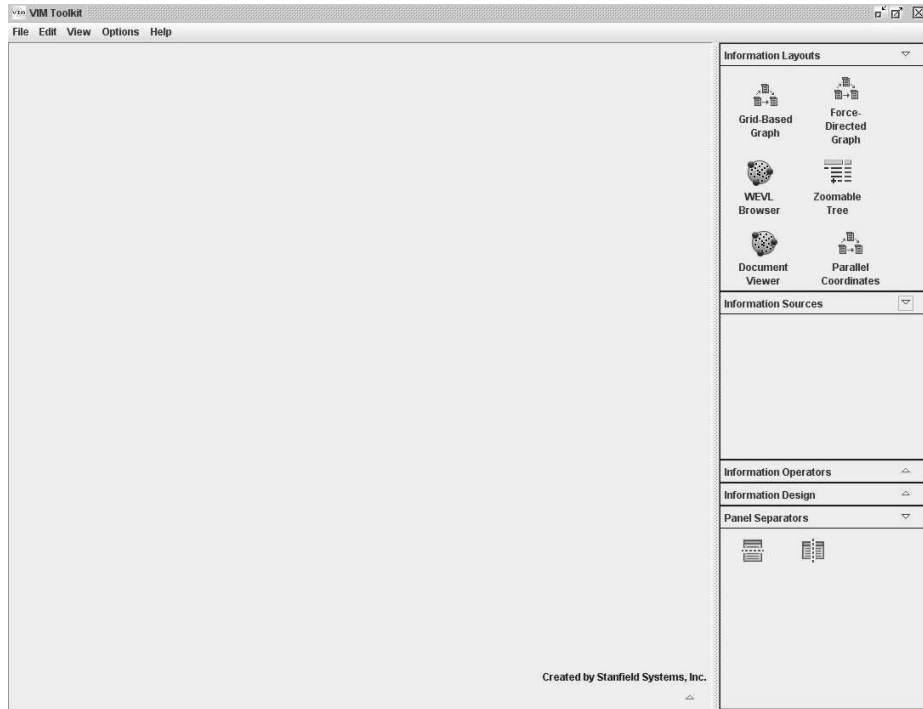 vim VIM Toolkit
File Edit View Options Help
Information Layouts
Grid-Based
Graph
Force-
Directed
Graph
WEVL
Browser
Zoomable
Tree
Document
Viewer
Parallel
Coordinates
Information Sources
Information Operators
Information Design
Panel Separators
Created by Stanfield Systems, Inc.